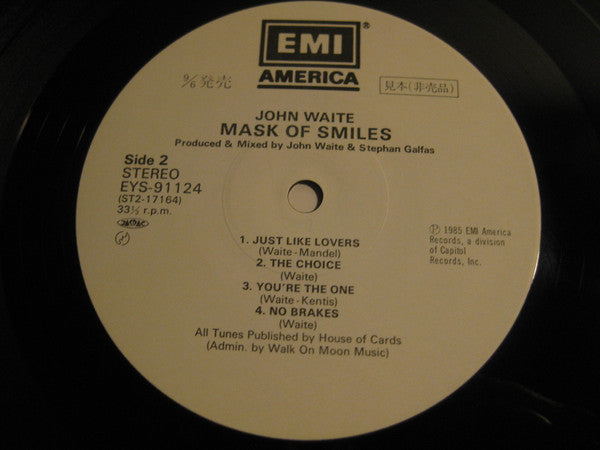 EMI
AMERICA
®
9/6 発売
見本(非売品)
JOHN WAITE
MASK OF SMILES
Produced & Mixed by John Waite & Stephan Galfas
Side 2
STEREO
EYS-91124
(ST2-17164)
33⅓ r.p.m.
℗ 1985 EMI America
Records, a division
of Capitol
Records, Inc.
1. JUST LIKE LOVERS
(Waite-Mandel)
2. THE CHOICE
(Waite)
3. YOU'RE THE ONE
(Waite-Kentis)
4. NO BRAKES
(Waite)
All Tunes Published by House of Cards
(Admin. by Walk On Moon Music)